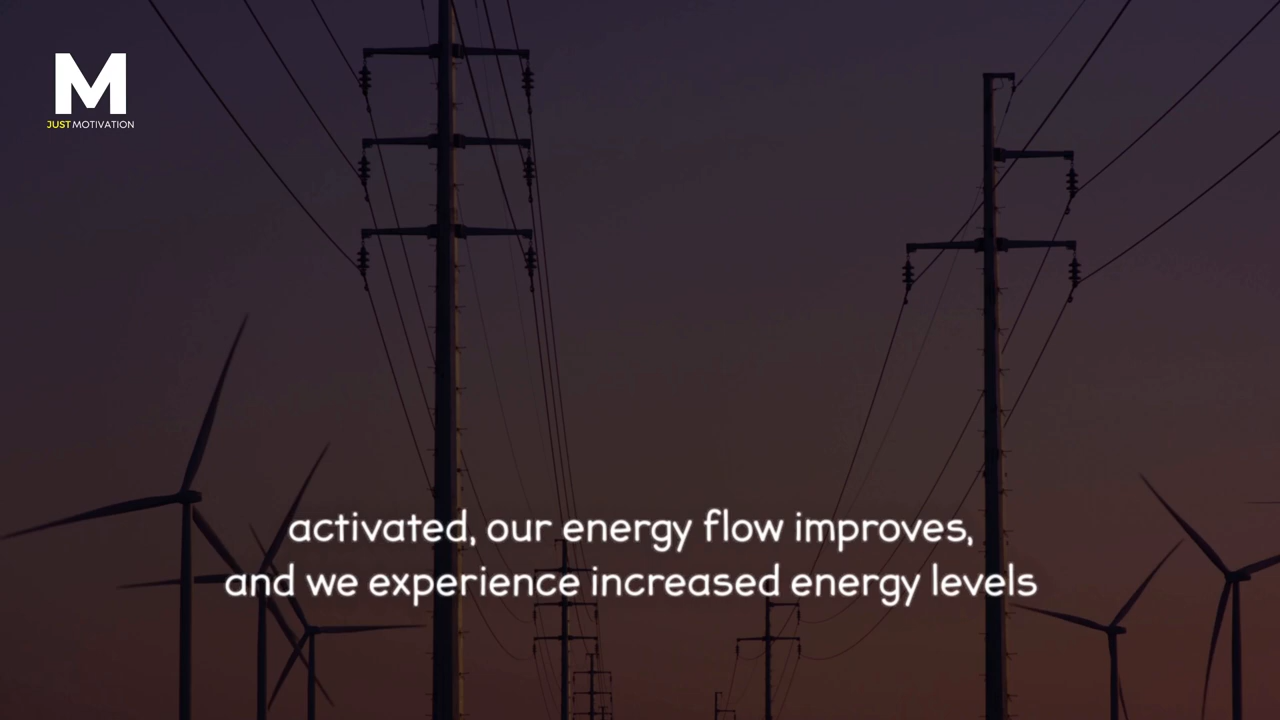 M
JUST MOTIVATION
activated, our energy flow improves,
and we experience increased energy levels